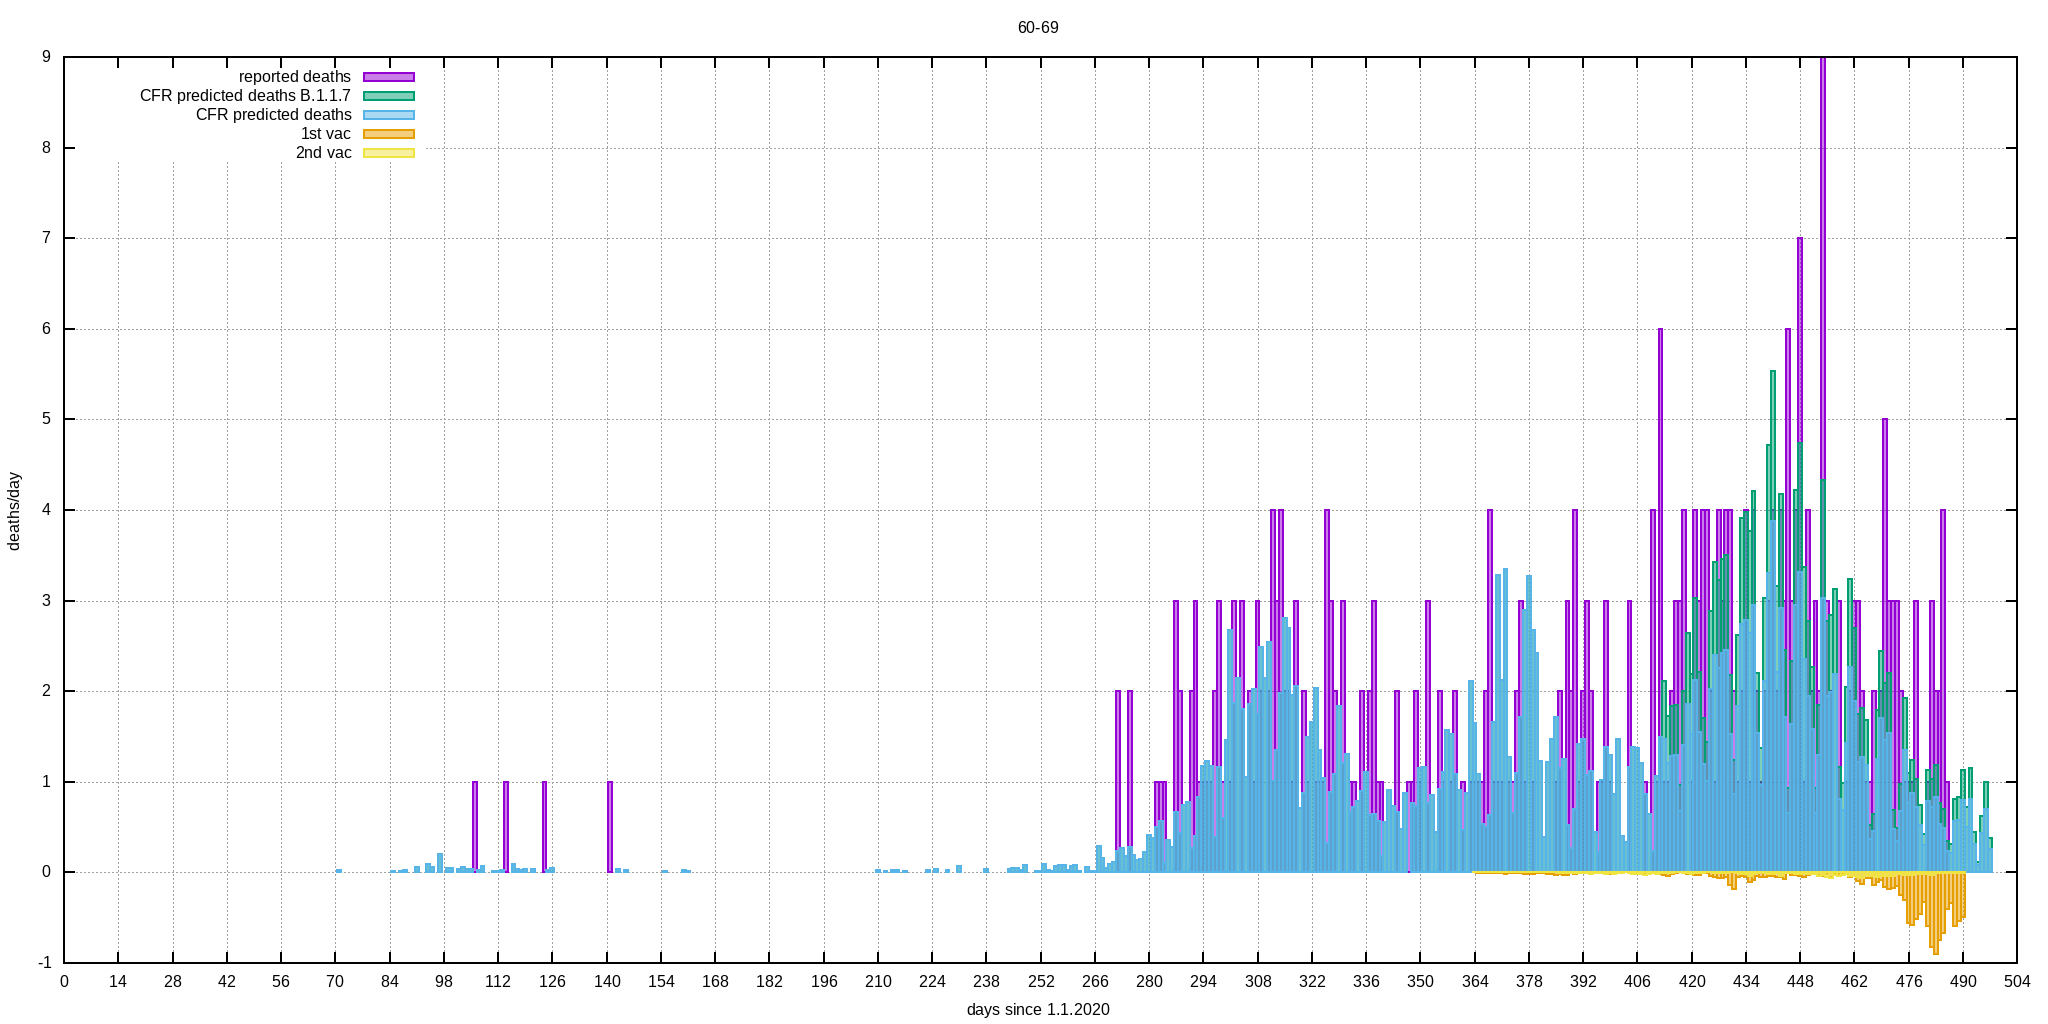 60-69
9
8
7
6
5
4
3
2
1
0
-1
deaths/day
reported deaths
CFR predicted deaths B.1.1.7
CFR predicted deaths
1st vac
2nd vac
0 14 28 42 56 70 84 98 112 126 140 154 168 182 196 210 224 238 252 266 280 294 308 322 336 350 364 378 392 406 420 434 448 462 476 490 504
days since 1.1.2020